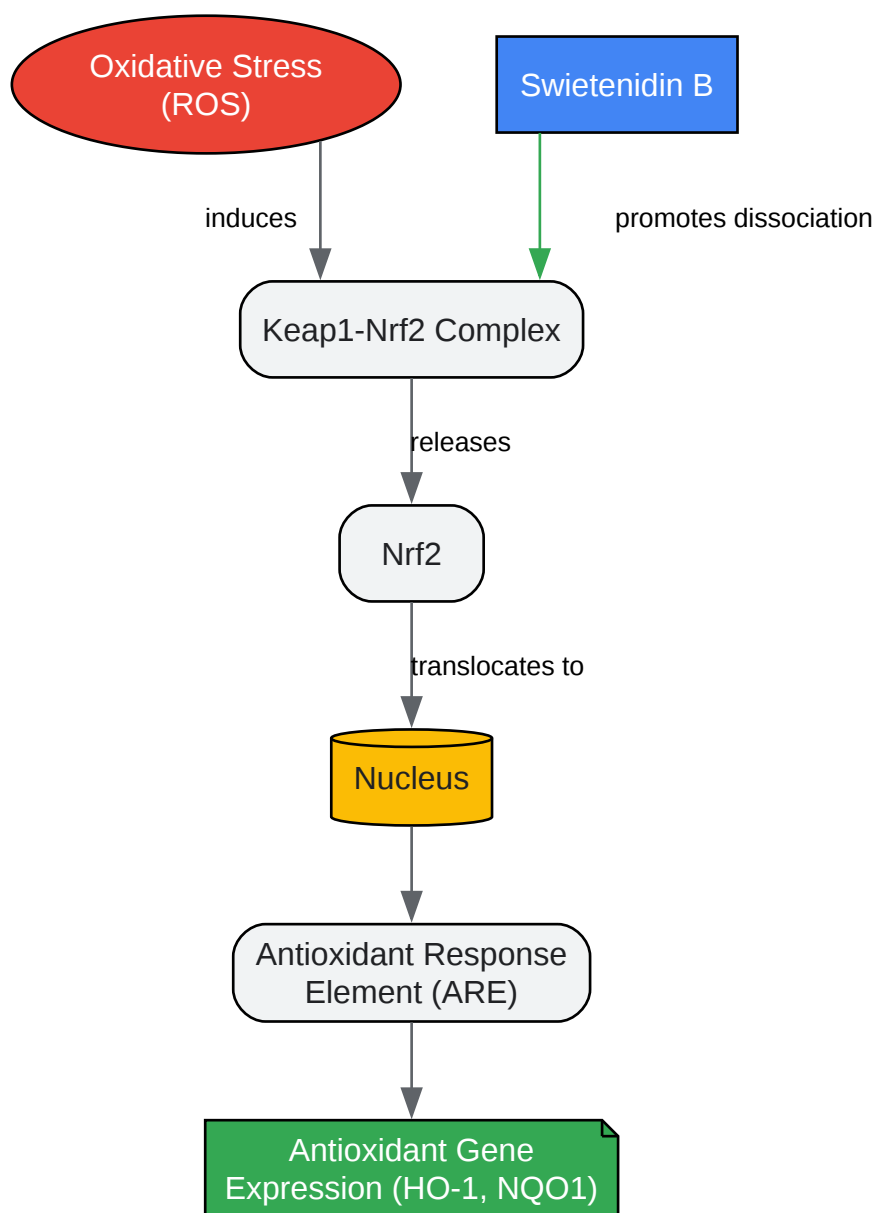 Oxidative Stress
(ROS)
Swietenidin B
induces
promotes dissociation
Keap1-Nrf2 Complex
releases
Nrf2
translocates to
Nucleus
Antioxidant Response
Element (ARE)
Antioxidant Gene
Expression (HO-1, NQO1)